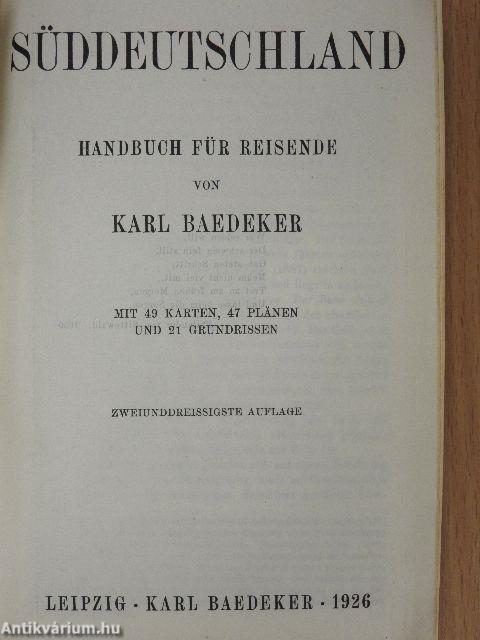 SÜDDEUTSCHLAND
HANDBUCH FÜR REISENDE
VON
KARL BAEDEKER
MIT 49 KARTEN, 47 PLÄNEN
UND 21 GRUNDRISSEN
ZWEIUNDDREISSIGSTE AUFLAGE
LEIPZIG · KARL BAEDEKER · 1926
Antikvárium.hu